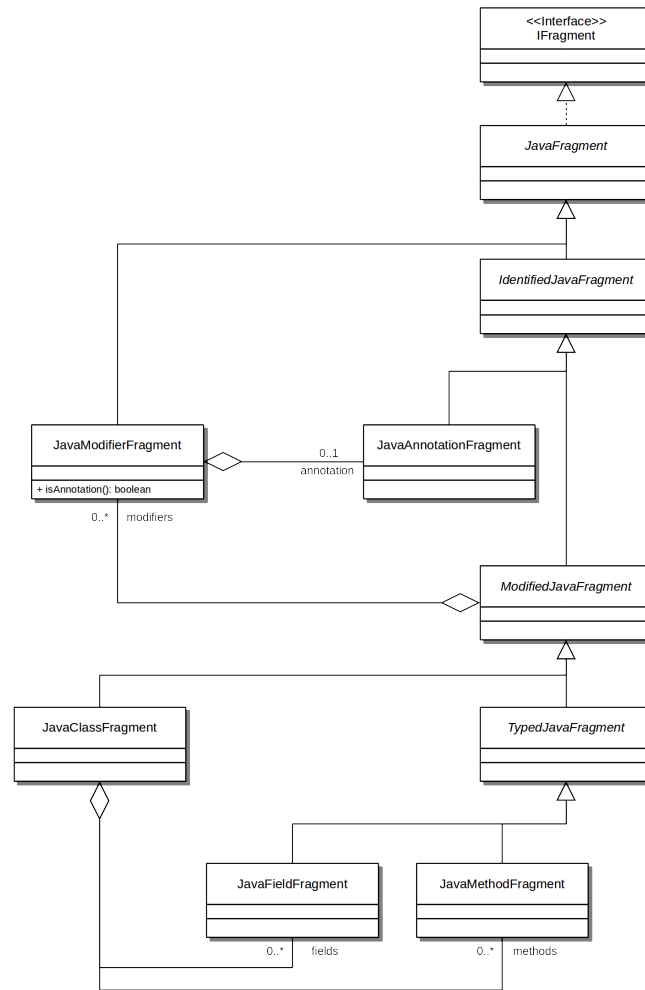 <<Interface>>
IFragment
JavaFragment
IdentifiedJavaFragment
JavaModifierFragment
+ isAnnotation(): boolean
0..1
annotation
JavaAnnotationFragment
0..* modifiers
ModifiedJavaFragment
JavaClassFragment
TypedJavaFragment
JavaFieldFragment
JavaMethodFragment
0..* fields
0..* methods